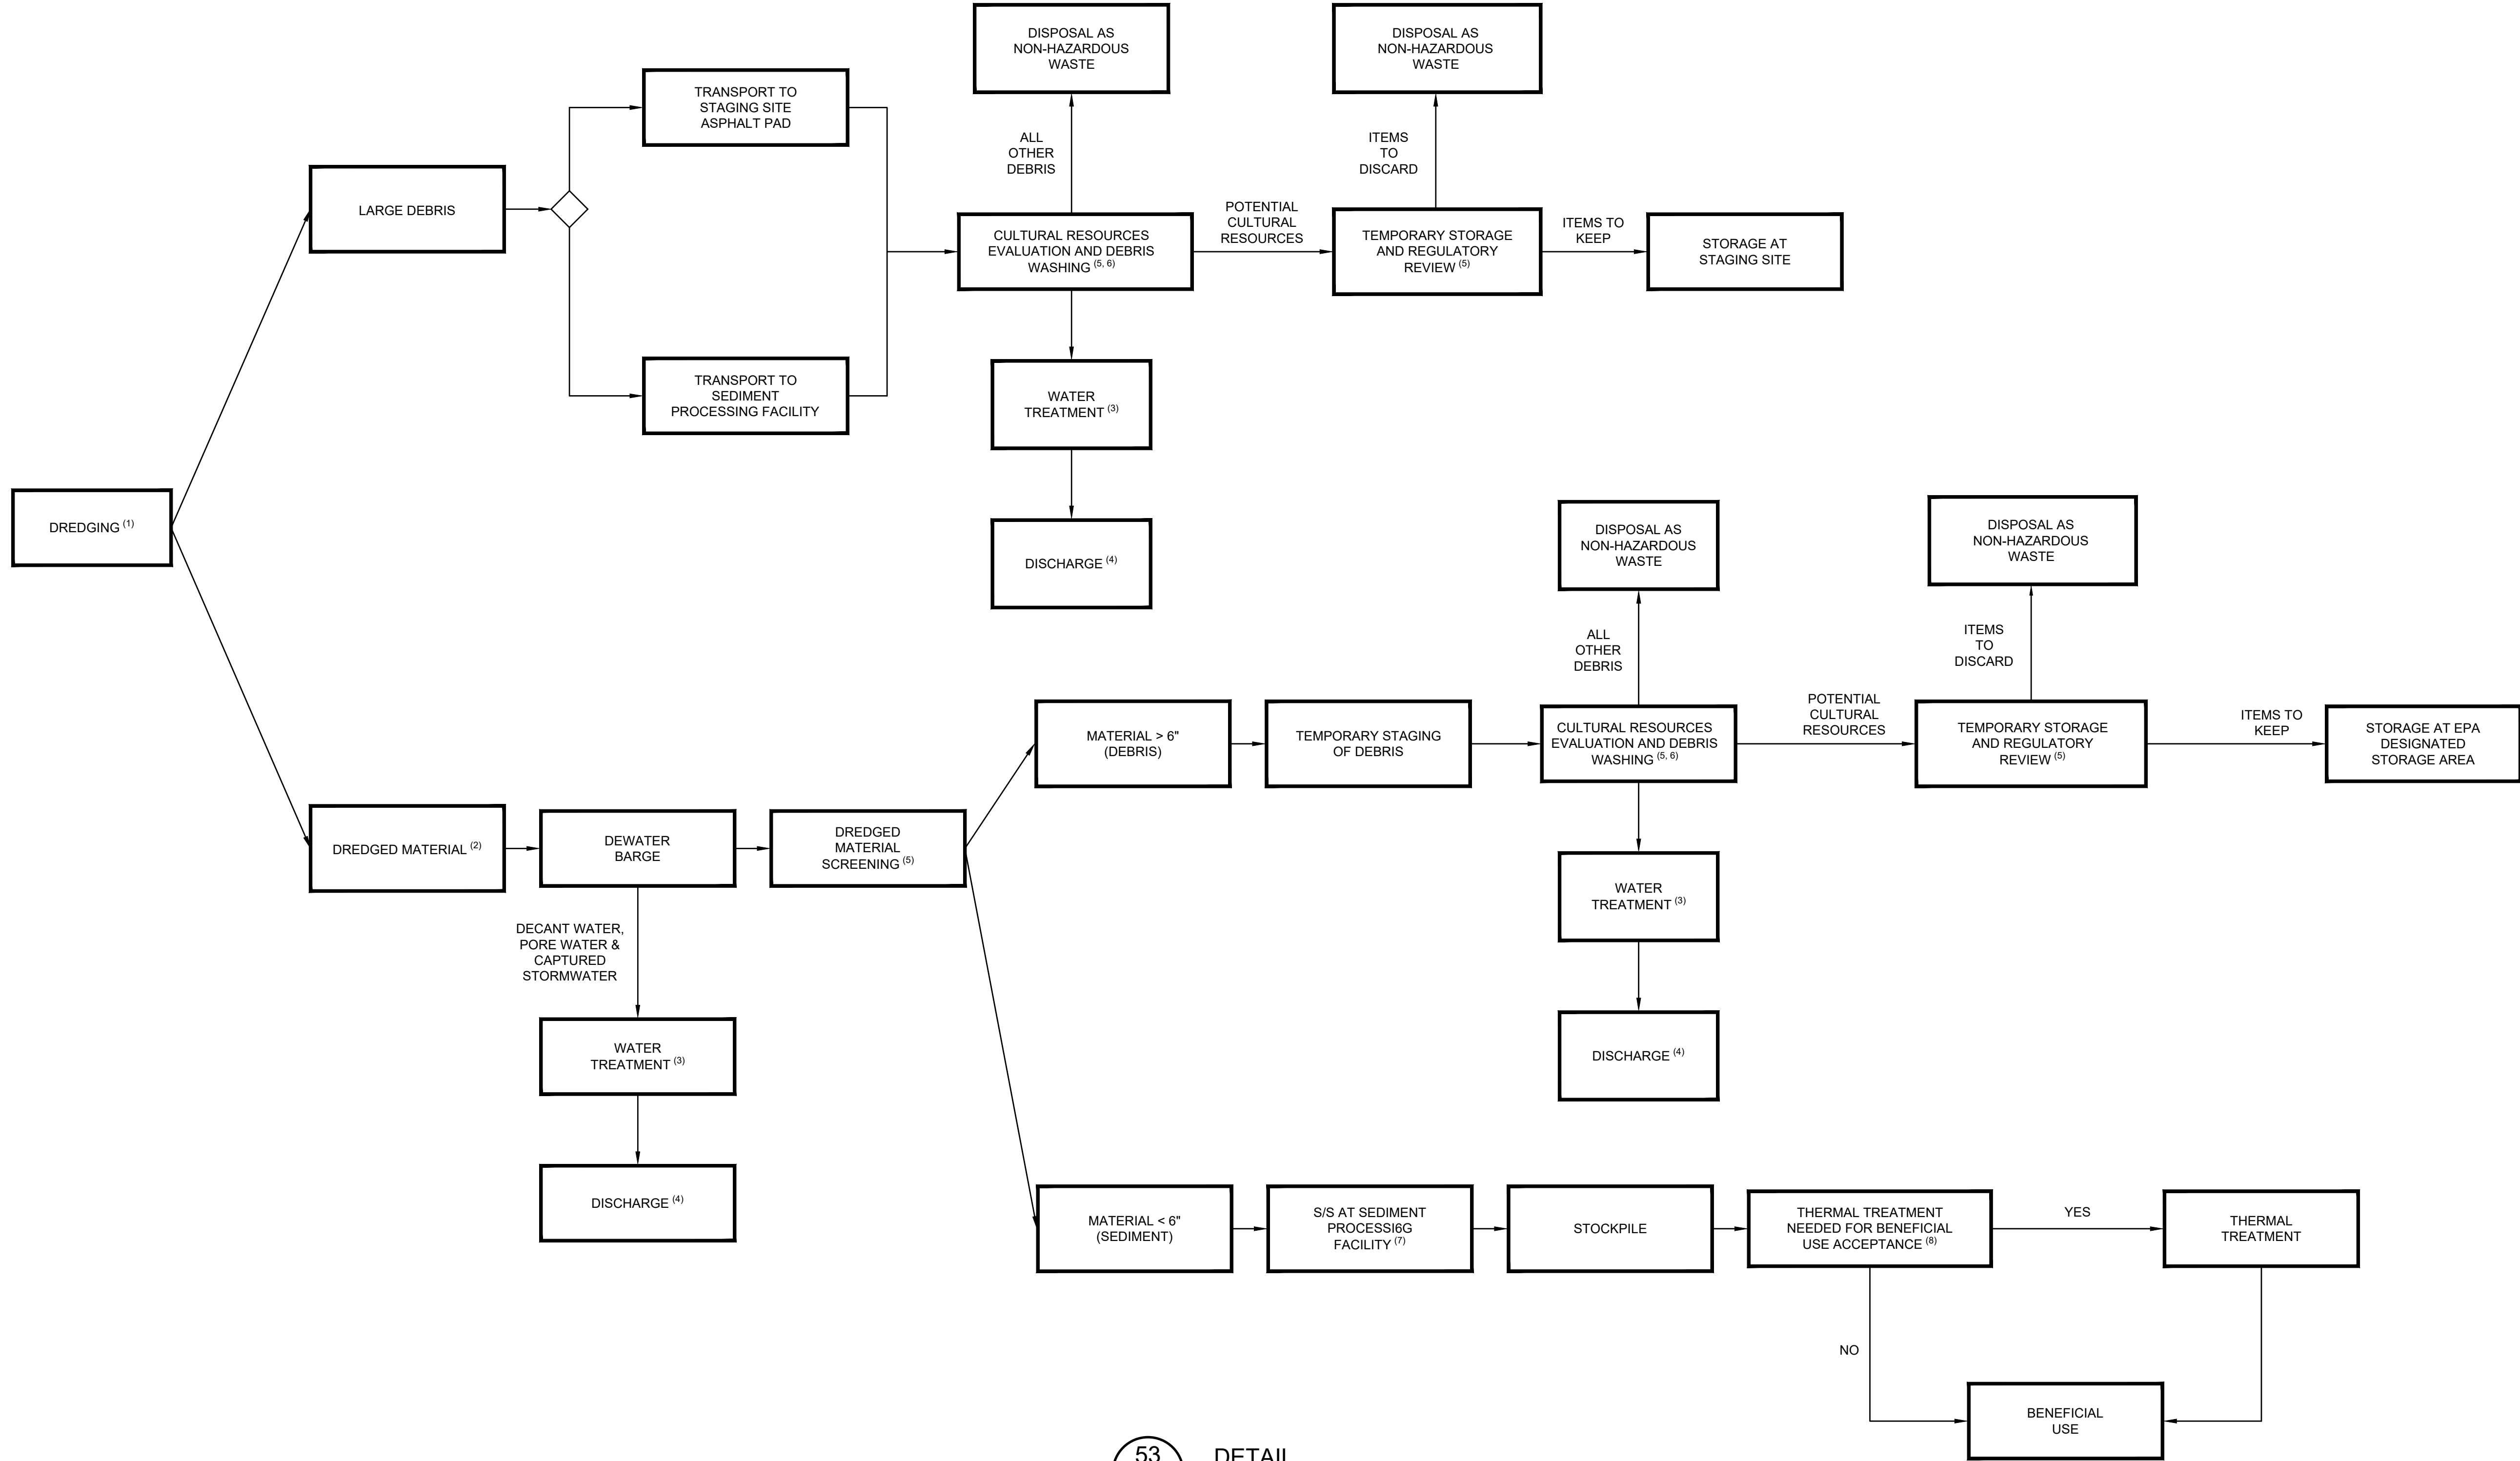 DISPOSAL AS
NON-HAZARDOUS
WASTE
DISPOSAL AS
NON-HAZARDOUS
WASTE
TRANSPORT TO
STAGING SITE
ASPHALT PAD
ALL
OTHER
DEBRIS
ITEMS
TO
DISCARD
LARGE DEBRIS
CULTURAL RESOURCES
EVALUATION AND DEBRIS
WASHING (5, 6)
POTENTIAL
CULTURAL
RESOURCES
TEMPORARY STORAGE
AND REGULATORY
REVIEW (5)
ITEMS TO
KEEP
STORAGE AT
STAGING SITE
TRANSPORT TO
SEDIMENT
PROCESSING FACILITY
WATER
TREATMENT (3)
DISCHARGE (4)
DREDGING (1)
DISPOSAL AS
NON-HAZARDOUS
WASTE
DISPOSAL AS
NON-HAZARDOUS
WASTE
ALL
OTHER
DEBRIS
ITEMS
TO
DISCARD
MATERIAL > 6"
(DEBRIS)
TEMPORARY STAGING
OF DEBRIS
CULTURAL RESOURCES
EVALUATION AND DEBRIS
WASHING (5, 6)
POTENTIAL
CULTURAL
RESOURCES
TEMPORARY STORAGE
AND REGULATORY
REVIEW (5)
ITEMS TO
KEEP
STORAGE AT EPA
DESIGNATED
STORAGE AREA
DREDGED MATERIAL (2)
DEWATER
BARGE
DREDGED
MATERIAL
SCREENING (5)
WATER
TREATMENT (3)
DISCHARGE (4)
DECANT WATER,
PORE WATER &
CAPTURED
STORMWATER
WATER
TREATMENT (3)
DISCHARGE (4)
MATERIAL < 6"
(SEDIMENT)
S/S AT SEDIMENT
PROCESSI6G
FACILITY (7)
STOCKPILE
THERMAL TREATMENT
NEEDED FOR BENEFICIAL
USE ACCEPTANCE (8)
YES
THERMAL
TREATMENT
NO
BENEFICIAL
USE
53
DETAIL